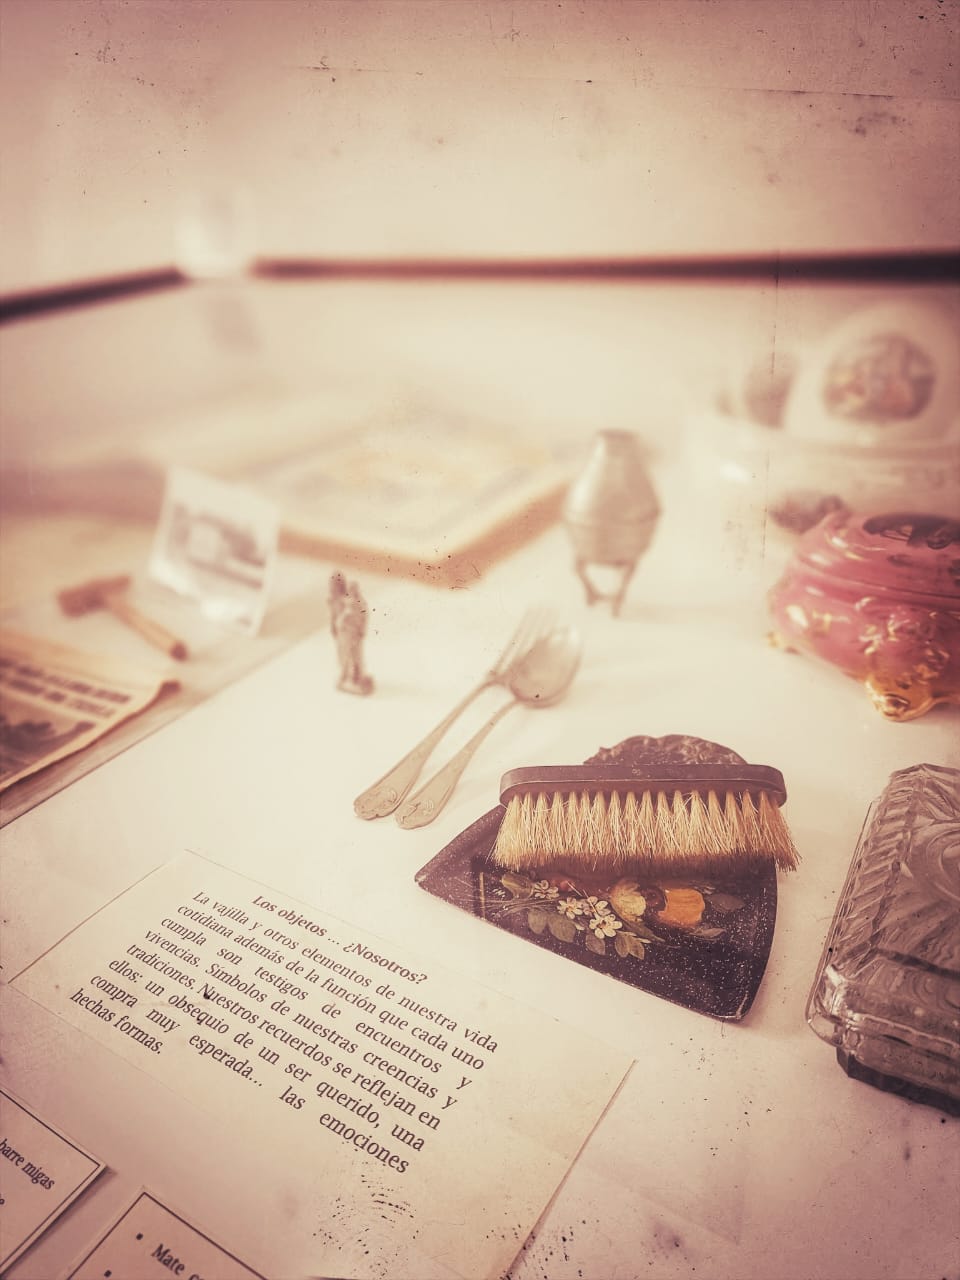 Los objetos ... ¿Nosotros?
La vajilla y otros elementos de nuestra vida
cotidiana además de la función que cada uno
cumpla son testigos de encuentros y
vivencias. Símbolos de nuestras creencias y
tradiciones. Nuestros recuerdos se reflejan en
ellos: un obsequio de un ser querido, una
compra muy esperada... las emociones
hechas formas.
barre migas
Mate